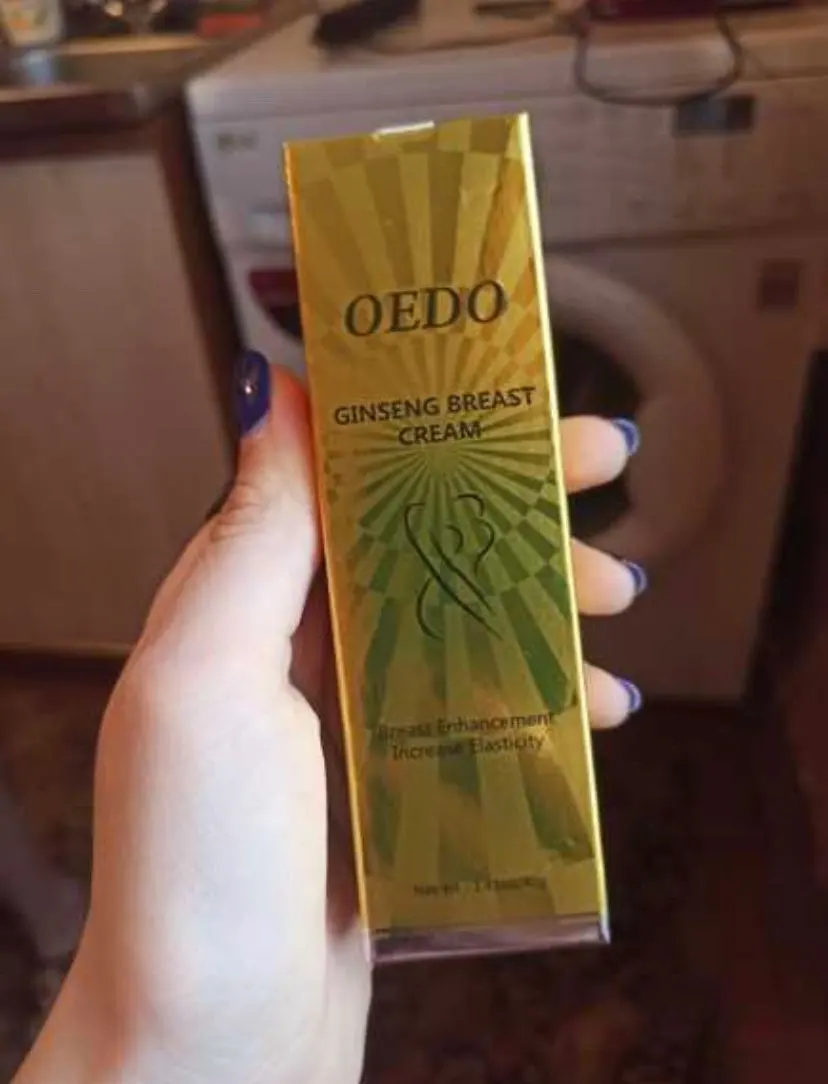 OEDO
GINSENG BREAST
CREAM
Breast Enhancement
Increase Elasticity